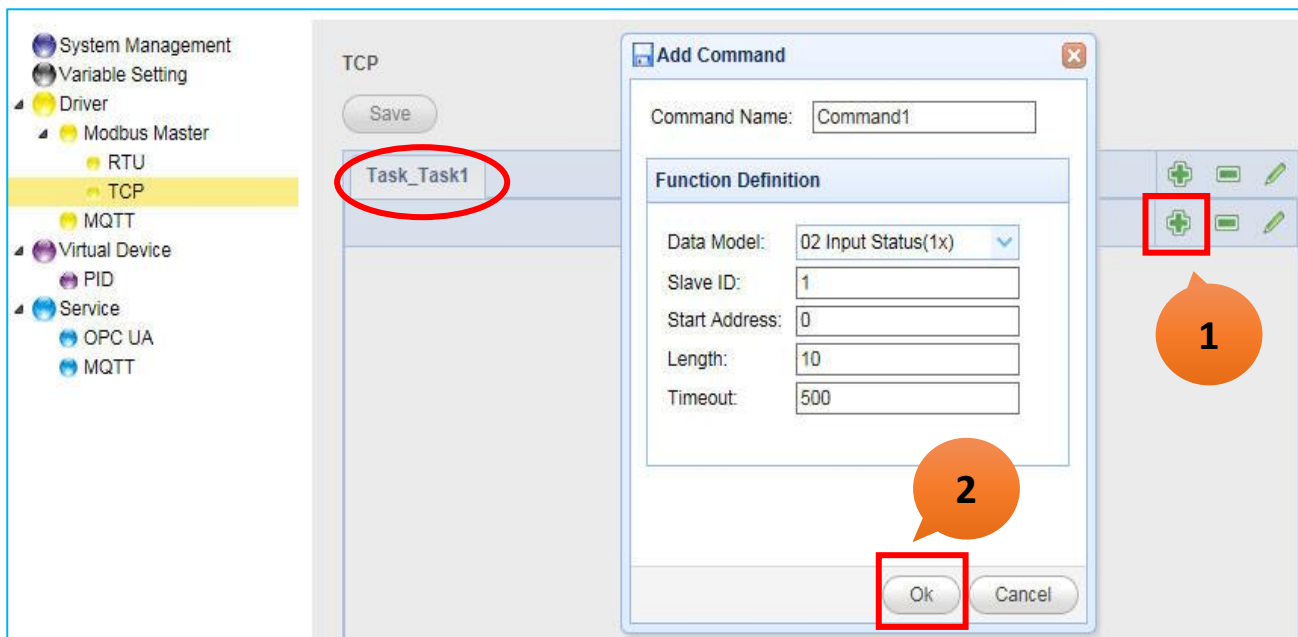 System Management
Variable Setting
Driver
Modbus Master
RTU
TCP
MQTT
Virtual Device
PID
Service
OPC UA
MQTT
TCP
Save
Task_Task1
Add Command
Command Name: Command1
Function Definition
Data Model: 02 Input Status(1x)
Slave ID: 1
Start Address: 0
Length: 10
Timeout: 500
Ok Cancel
1
2